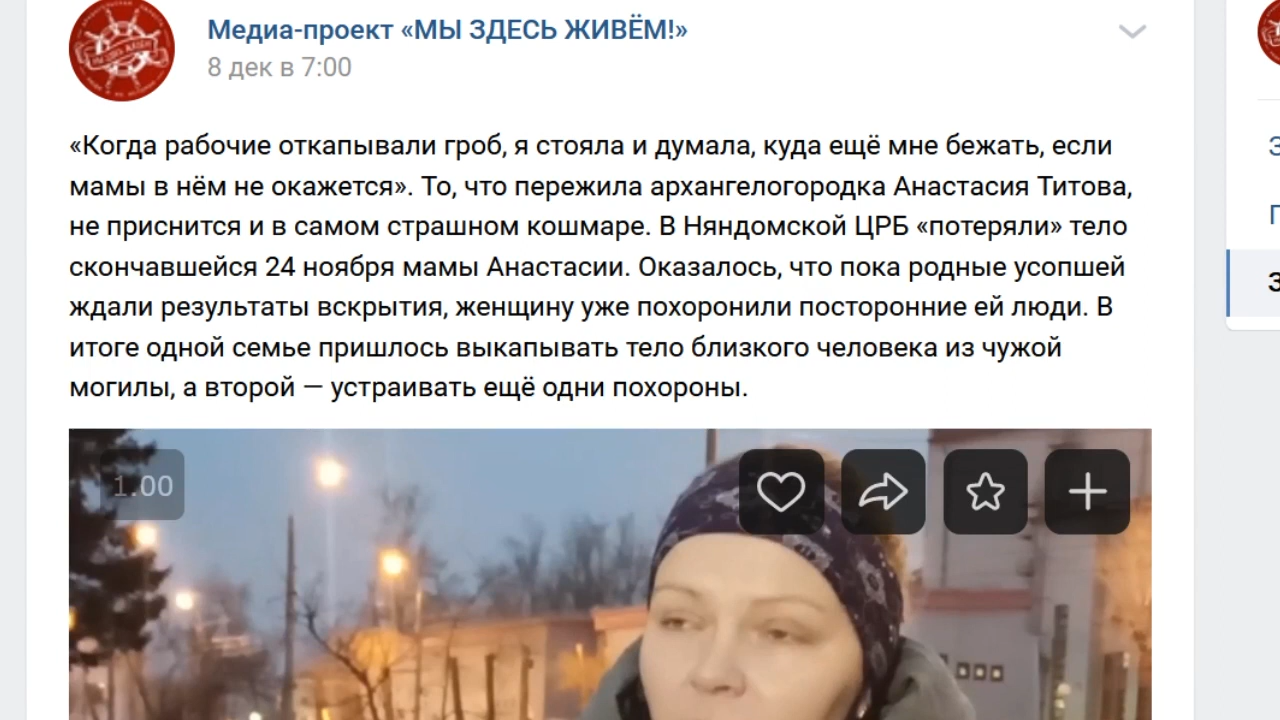 Медиа-проект «МЫ ЗДЕСЬ ЖИВЁМ!»
8 дек в 7:00
«Когда рабочие откапывали гроб, я стояла и думала, куда ещё мне бежать, если
мамы в нём не окажется». То, что пережила архангелогородка Анастасия Титова,
не приснится и в самом страшном кошмаре. В Няндомской ЦРБ «потеряли» тело
скончавшейся 24 ноября мамы Анастасии. Оказалось, что пока родные усопшей
ждали результаты вскрытия, женщину уже похоронили посторонние ей люди. В
итоге одной семье пришлось выкапывать тело близкого человека из чужой
могилы, а второй — устраивать ещё одни похороны.
1.00